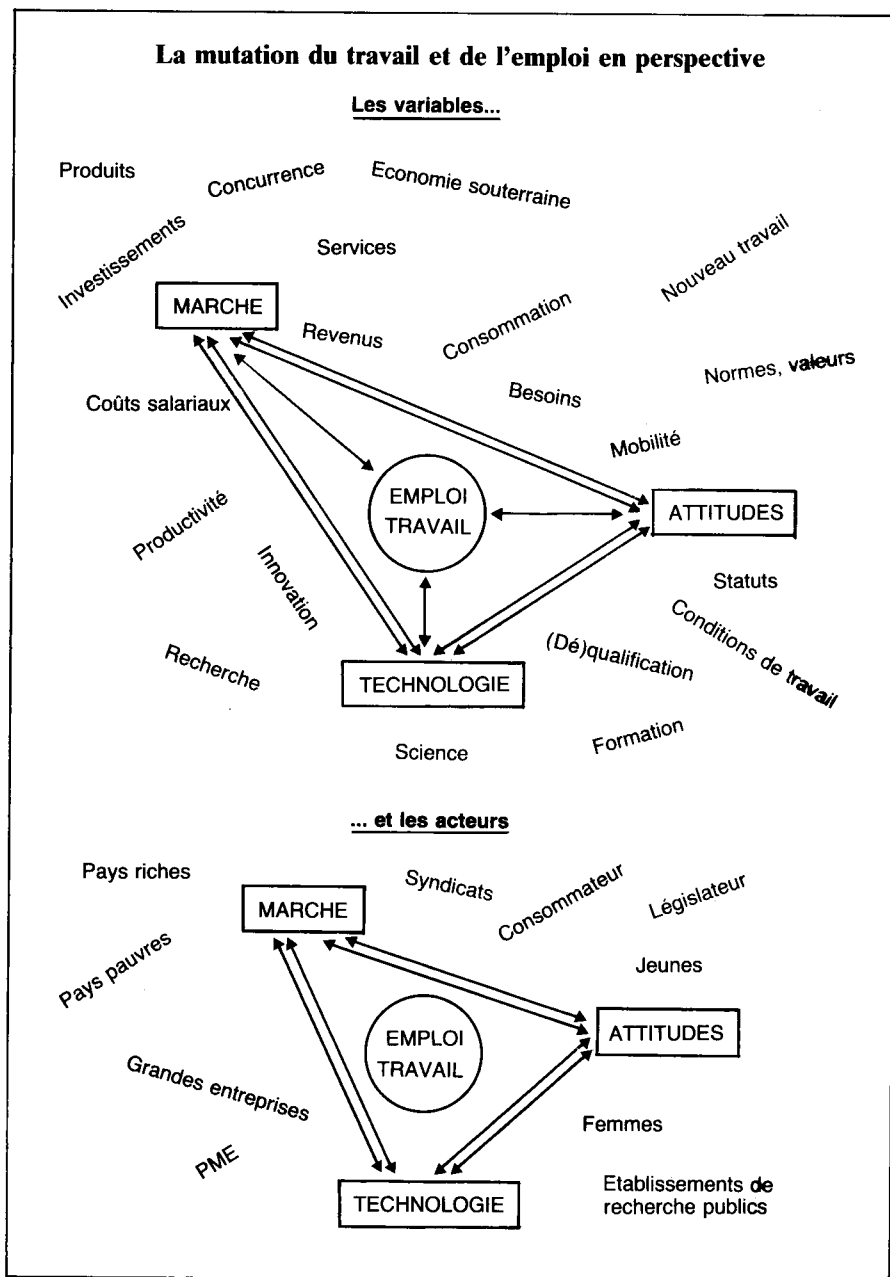 La mutation du travail et de l'emploi en perspective
Les variables...
Produits
Concurrence
Economie souterraine
Investissements
Services
Nouveau travail
MARCHE
Revenus
Consommation
Normes, valeurs
Coûts salariaux
Besoins
Mobilité
EMPLOI
TRAVAIL
ATTITUDES
Productivité
Innovation
Statuts
Conditions de travail
Recherche
(Dé)qualification
TECHNOLOGIE
Science
Formation
... et les acteurs
Pays riches
Syndicats
Consommateur
Législateur
MARCHE
Pays pauvres
Jeunes
EMPLOI
TRAVAIL
ATTITUDES
Grandes entreprises
Femmes
PME
TECHNOLOGIE
Etablissements de
recherche publics